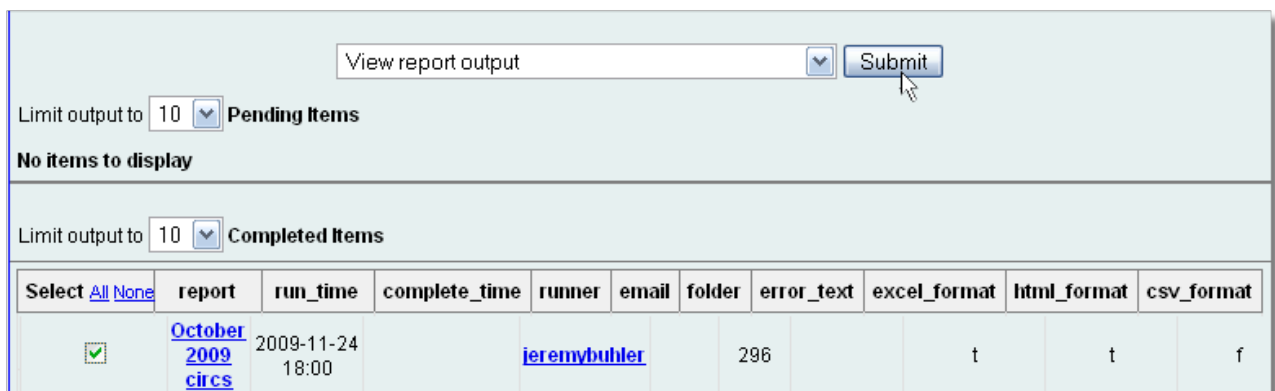 View report output Submit
Limit output to 10 Pending Items
No items to display
Limit output to 10 Completed Items
Select All None report run_time complete_time runner email folder error_text excel_format html_format csv_format
October 2009 circs 2009-11-24 18:00 jeremybuhler 296 t t f